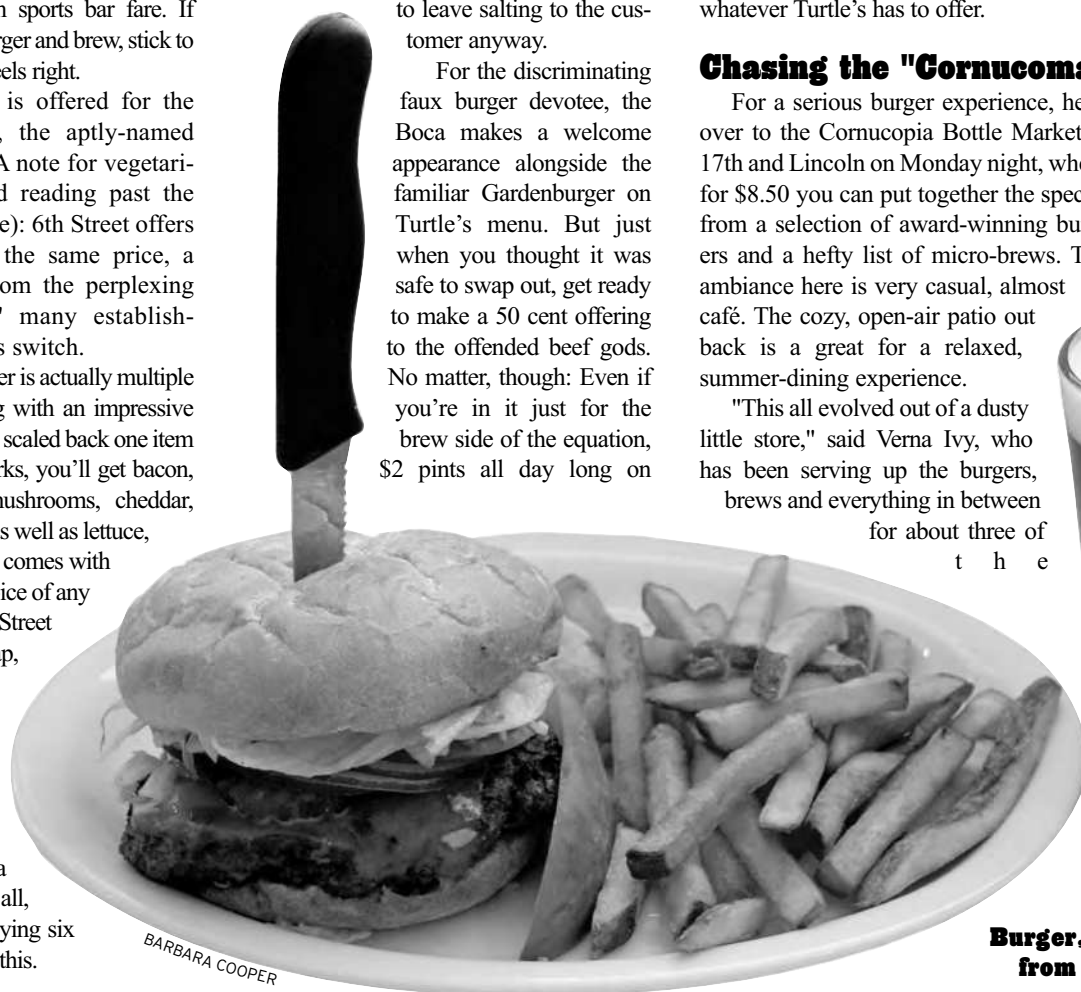 n sports bar fare. If
rger and brew, stick to
eels right.
is offered for the
, the aptly-named
A note for vegetari-
d reading past the
e): 6th Street offers
the same price, a
om the perplexing
" many establish-
s switch.
er is actually multiple
g with an impressive
scaled back one item
rks, you'll get bacon,
mushrooms, cheddar,
s well as lettuce,
comes with
ice of any
Street
up,
a
all,
ying six
this.
to leave salting to the cus-
tomer anyway.
For the discriminating
faux burger devotee, the
Boca makes a welcome
appearance alongside the
familiar Gardenburger on
Turtle's menu. But just
when you thought it was
safe to swap out, get ready
to make a 50 cent offering
to the offended beef gods.
No matter, though: Even if
you're in it just for the
brew side of the equation,
$2 pints all day long on
whatever Turtle's has to offer.
Chasing the "Cornucoma
For a serious burger experience, he
over to the Cornucopia Bottle Market
17th and Lincoln on Monday night, whe
for $8.50 you can put together the spec
from a selection of award-winning bu
ers and a hefty list of micro-brews. T
ambiance here is very casual, almost
café. The cozy, open-air patio out
back is a great for a relaxed,
summer-dining experience.
"This all evolved out of a dusty
little store," said Verna Ivy, who
has been serving up the burgers,
brews and everything in between
for about three of
t h e
BARBARA COOPER
Burger,
from